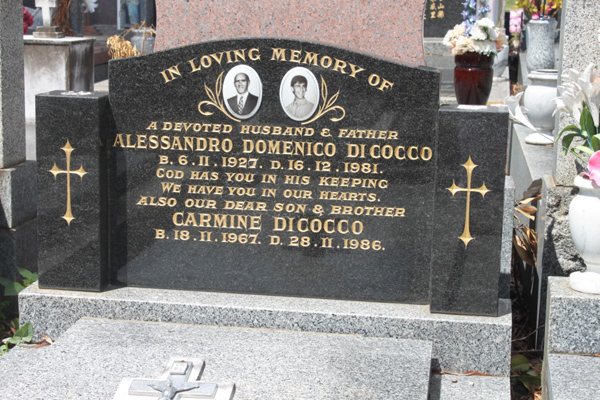 IN LOVING MEMORY OF
A DEVOTED HUSBAND & FATHER
ALESSANDRO DOMENICO DI COCCO
B. 6.11.1927. D. 16.12.1981.
GOD HAS YOU IN HIS KEEPING
WE HAVE YOU IN OUR HEARTS.
ALSO OUR DEAR SON & BROTHER
CARMINE DICOCCO
B. 18.11.1967. D. 28.11.1986.